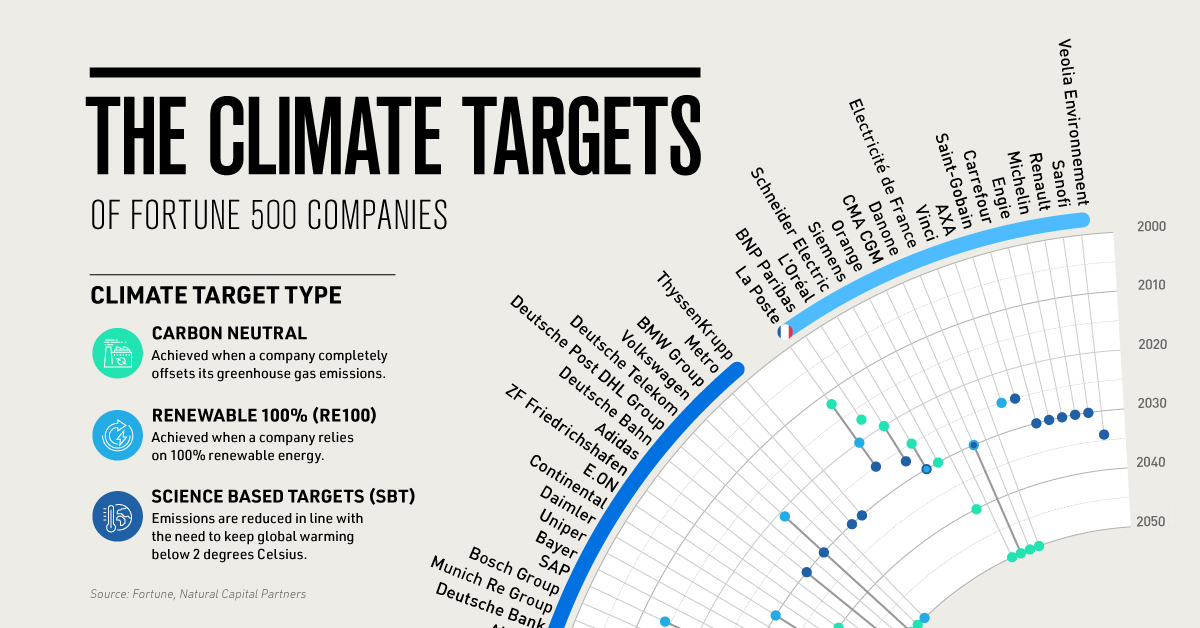 THE CLIMATE TARGETS
OF FORTUNE 500 COMPANIES
CLIMATE TARGET TYPE
CARBON NEUTRAL
Achieved when a company completely
offsets its greenhouse gas emissions.
RENEWABLE 100% (RE100)
Achieved when a company relies
on 100% renewable energy.
SCIENCE BASED TARGETS (SBT)
Emissions are reduced in line with
the need to keep global warming
below 2 degrees Celsius.
Source: Fortune, Natural Capital Partners
Deutsche Bank
Munich Re Group
Bosch Group
SAP
Bayer
Uniper
Daimler
Continental
E.ON
ZF Friedrichshafen
Adidas
Deutsche Bahn
Deutsche Post DHL Group
Deutsche Telekom
Volkswagen
BMW Group
Metro
ThyssenKrupp
La Poste
BNP Paribas
L'Oréal
Schneider Electric
Siemens
Orange
CMA CGM
Danone
Electricité de France
Vinci
AXA
Saint-Gobain
Carrefour
Engie
Michelin
Renault
Sanofi
Veolia Environnement
2000
2010
2020
2030
2040
2050